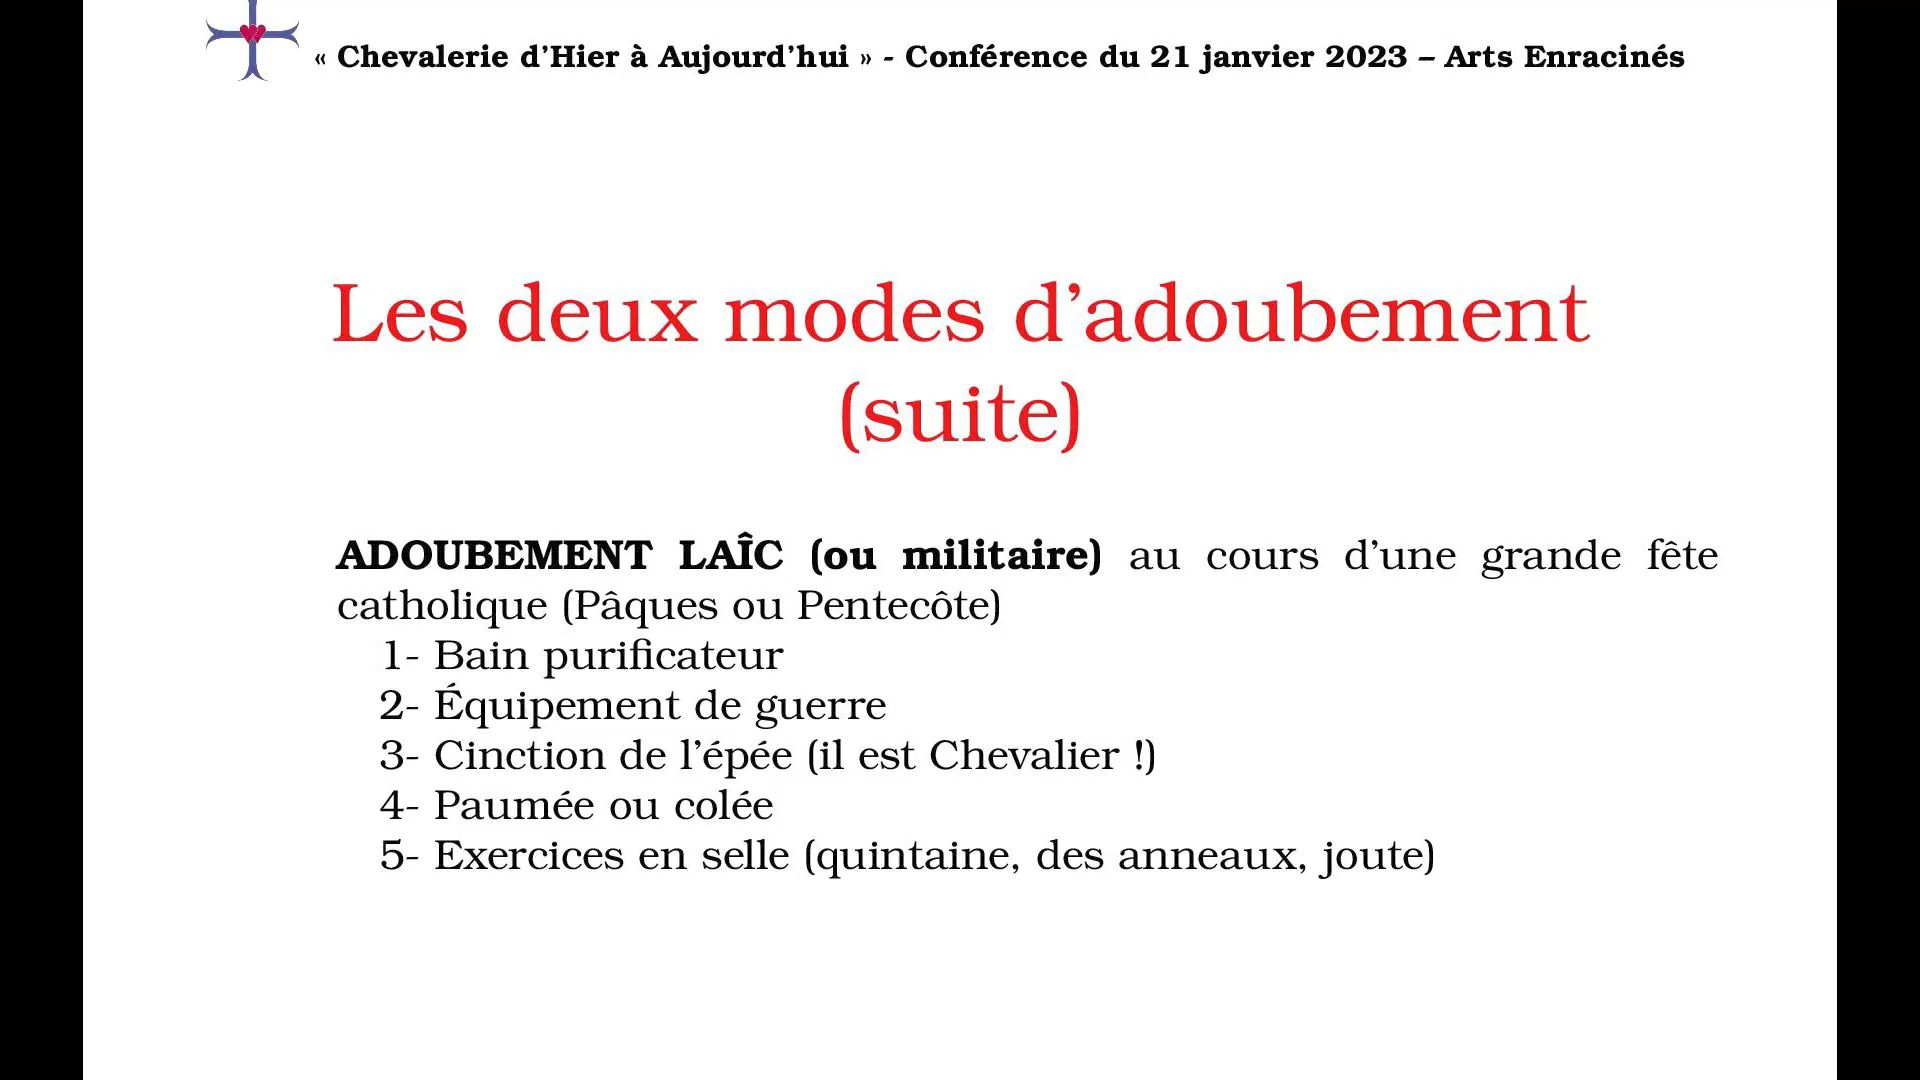 « Chevalerie d’Hier à Aujourd’hui » - Conférence du 21 janvier 2023 – Arts Enracinés
Les deux modes d’adoubement
(suite)
ADOUBEMENT LAÎC (ou militaire) au cours d’une grande fête
catholique (Pâques ou Pentecôte)
1- Bain purificateur
2- Équipement de guerre
3- Cinction de l’épée (il est Chevalier !)
4- Paumée ou colée
5- Exercices en selle (quintaine, des anneaux, joute)